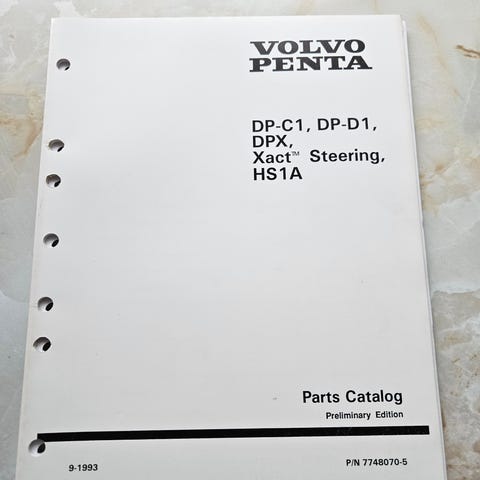 VOLVO
PENTA
DP-C1, DP-D1,
DPX,
Xact™ Steering,
HS1A
Parts Catalog
Preliminary Edition
9-1993
P/N 7748070-5